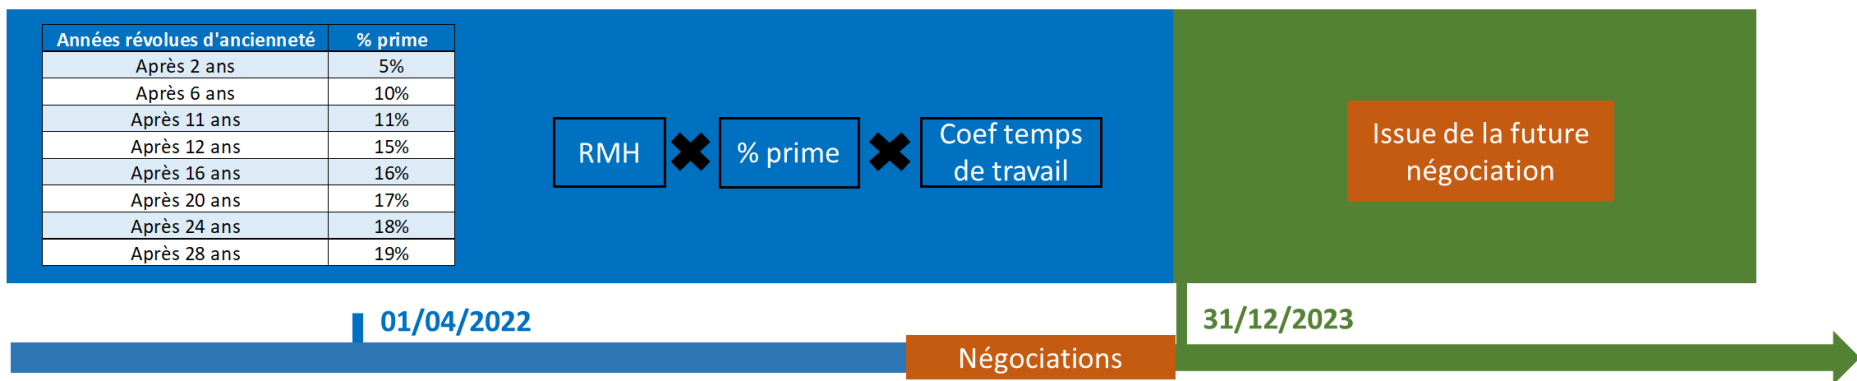 Années révolues d'ancienneté % prime
Après 2 ans 5%
Après 6 ans 10%
Après 11 ans 11%
Après 12 ans 15%
Après 16 ans 16%
Après 20 ans 17%
Après 24 ans 18%
Après 28 ans 19%
RMH
% prime
Coef temps
de travail
Issue de la future
négociation
01/04/2022
31/12/2023
Négociations